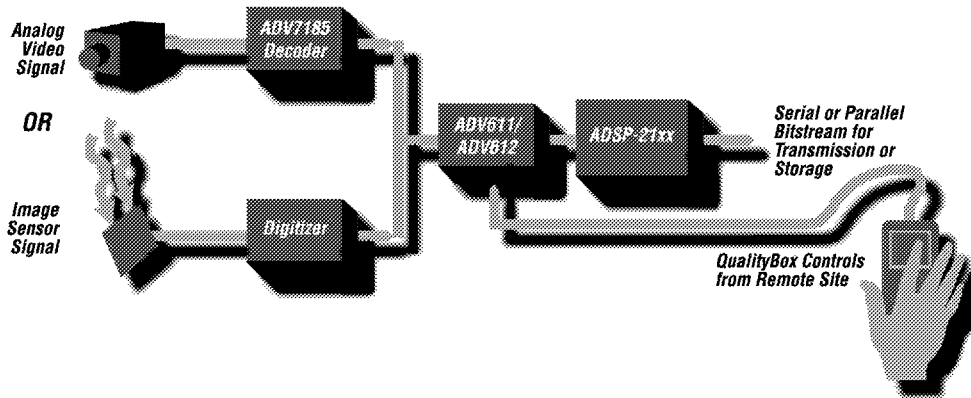 Analog
Video
Signal
ADV7185
Decoder
OR
Image
Sensor
Signal
Digitizer
ADV611/
ADV612
ADSP-21xx
Serial or Parallel
Bitstream for
Transmission or
Storage
QualityBox Controls
from Remote Site